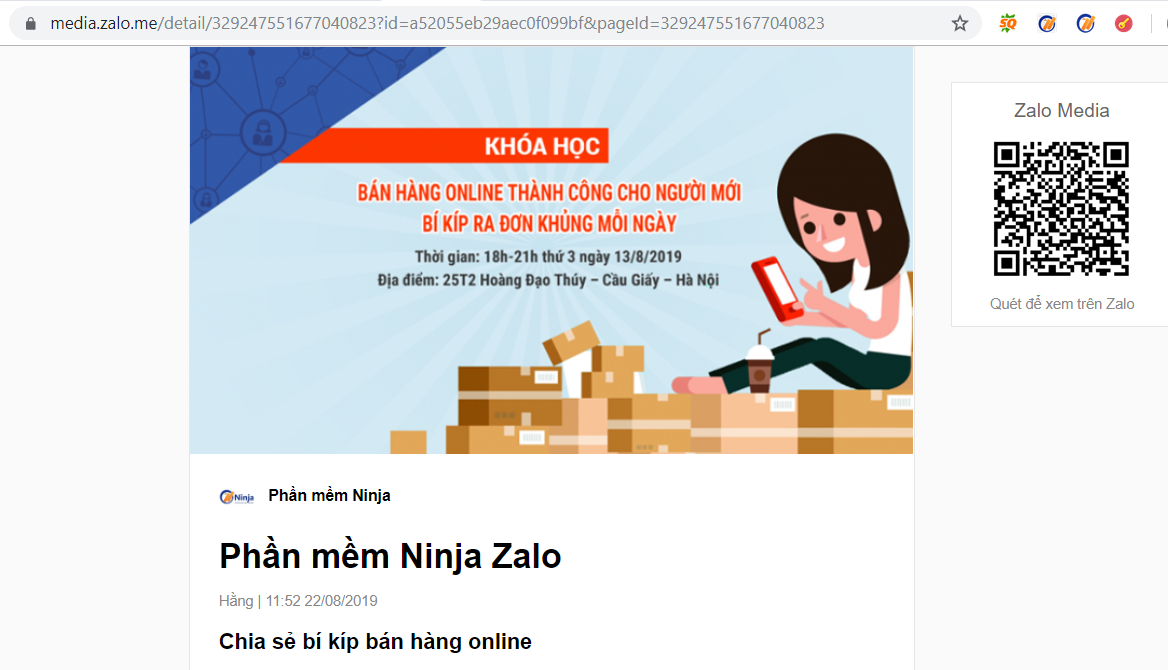 media.zalo.me/detail/329247551677040823?id=a52055eb29aec0f099bf&pageId=329247551677040823
KHÓA HỌC
BÁN HÀNG ONLINE THÀNH CÔNG CHO NGƯỜI MỚI
BÍ KÍP RA ĐƠN KHỦNG MỖI NGÀY
Thời gian: 18h-21h thứ 3 ngày 13/8/2019
Địa điểm: 25T2 Hoàng Đạo Thúy – Cầu Giấy – Hà Nội
Zalo Media
Quét để xem trên Zalo
Ninja Phần mềm Ninja
Phần mềm Ninja Zalo
Hằng | 11:52 22/08/2019
Chia sẻ bí kíp bán hàng online